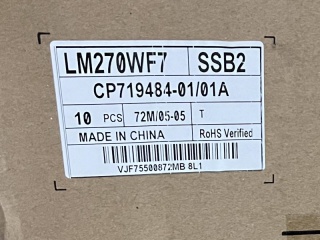 LM270WF7 SSB2
CP719484-01/01A
10 PCS 72M/05-05 T
MADE IN CHINA RoHS Verified
VJF75500872MB 8L1